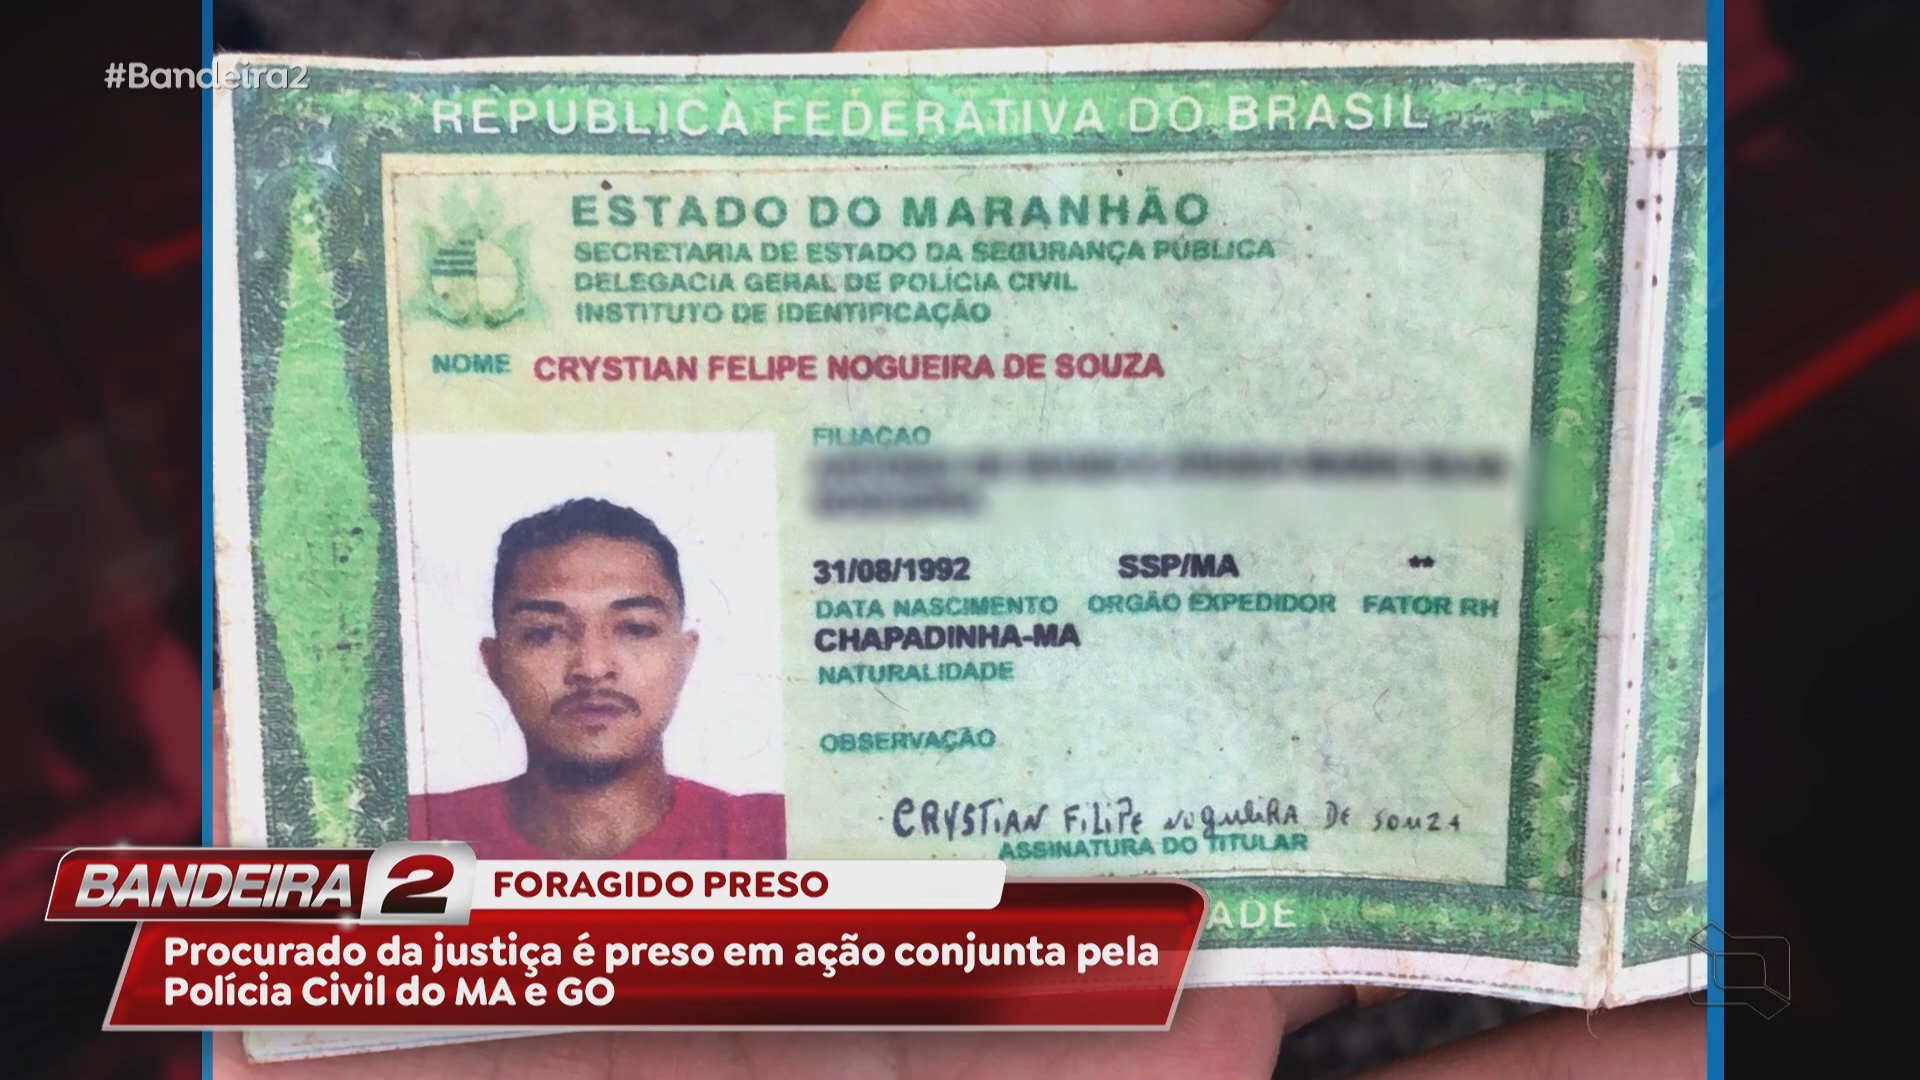 #Bandeira2
REPÚBLICA FEDERATIVA DO BRASIL
ESTADO DO MARANHÃO
SECRETARIA DE ESTADO DA SEGURANÇA PÚBLICA
DELEGACIA GERAL DE POLÍCIA CIVIL
INSTITUTO DE IDENTIFICAÇÃO
NOME CRYSTIAN FELIPE NOGUEIRA DE SOUZA
FILIAÇÃO
31/08/1992 SSP/MA **
DATA NASCIMENTO ORGÃO EXPEDIDOR FATOR RH
CHAPADINHA-MA
NATURALIDADE
OBSERVAÇÃO
CRYSTIAN FILIPE NOGUEIRA DE SOUZA
ASSINATURA DO TITULAR
ADE
BANDEIRA 2 FORAGIDO PRESO
Procurado da justiça é preso em ação conjunta pela
Polícia Civil do MA e GO